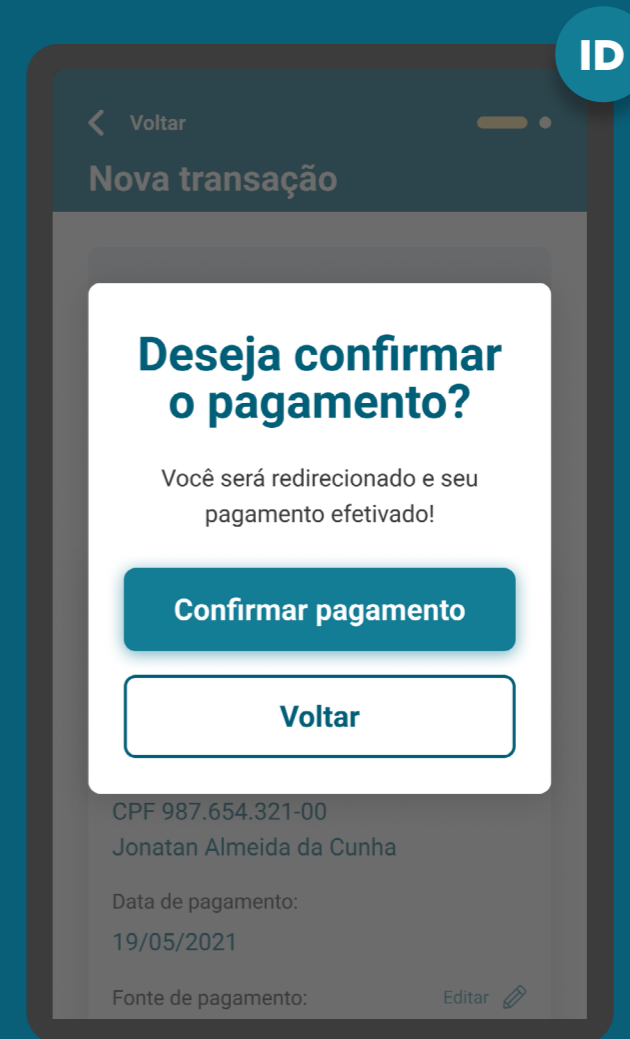 ID
Voltar
Nova transação
Deseja confirmar
o pagamento?
Você será redirecionado e seu
pagamento efetivado!
Confirmar pagamento
Voltar
CPF 987.654.321-00
Jonatan Almeida da Cunha
Data de pagamento:
19/05/2021
Fonte de pagamento: Editar